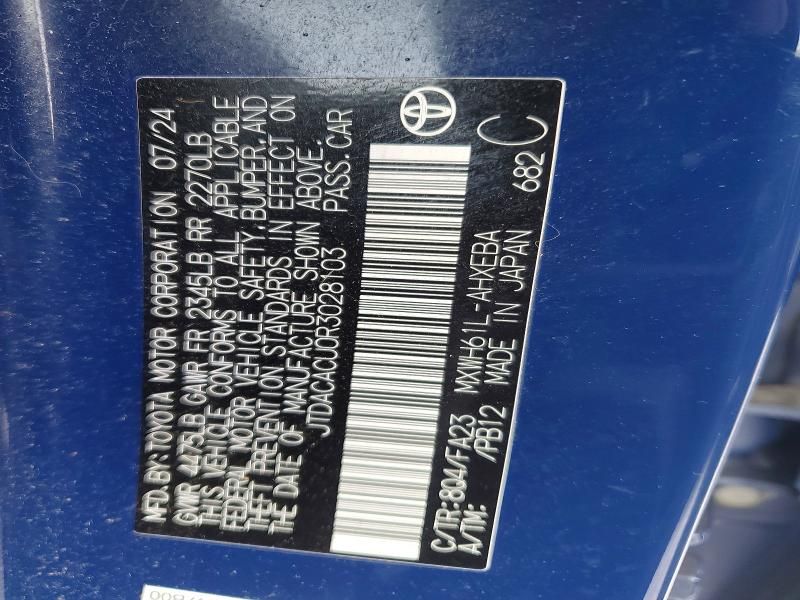 MFD.BY:TOYOTA MOTOR CORPORATION 07/24
GVWR 4475LB GAWR FR 2345LB RR 2270LB
THIS VEHICLE CONFORMS TO ALL APPLICABLE
FEDERAL MOTOR VEHICLE SAFETY,BUMPER,AND
THEFT PREVENTION STANDARDS IN EFFECT ON
THE DATE OF MANUFACTURE SHOWN ABOVE.
JTDACACU0R3028103 PASS.CAR
C/TR:804/FA23 MXWH61L-AHXEBA
A/TM: /PB12 MADE IN JAPAN 682 C